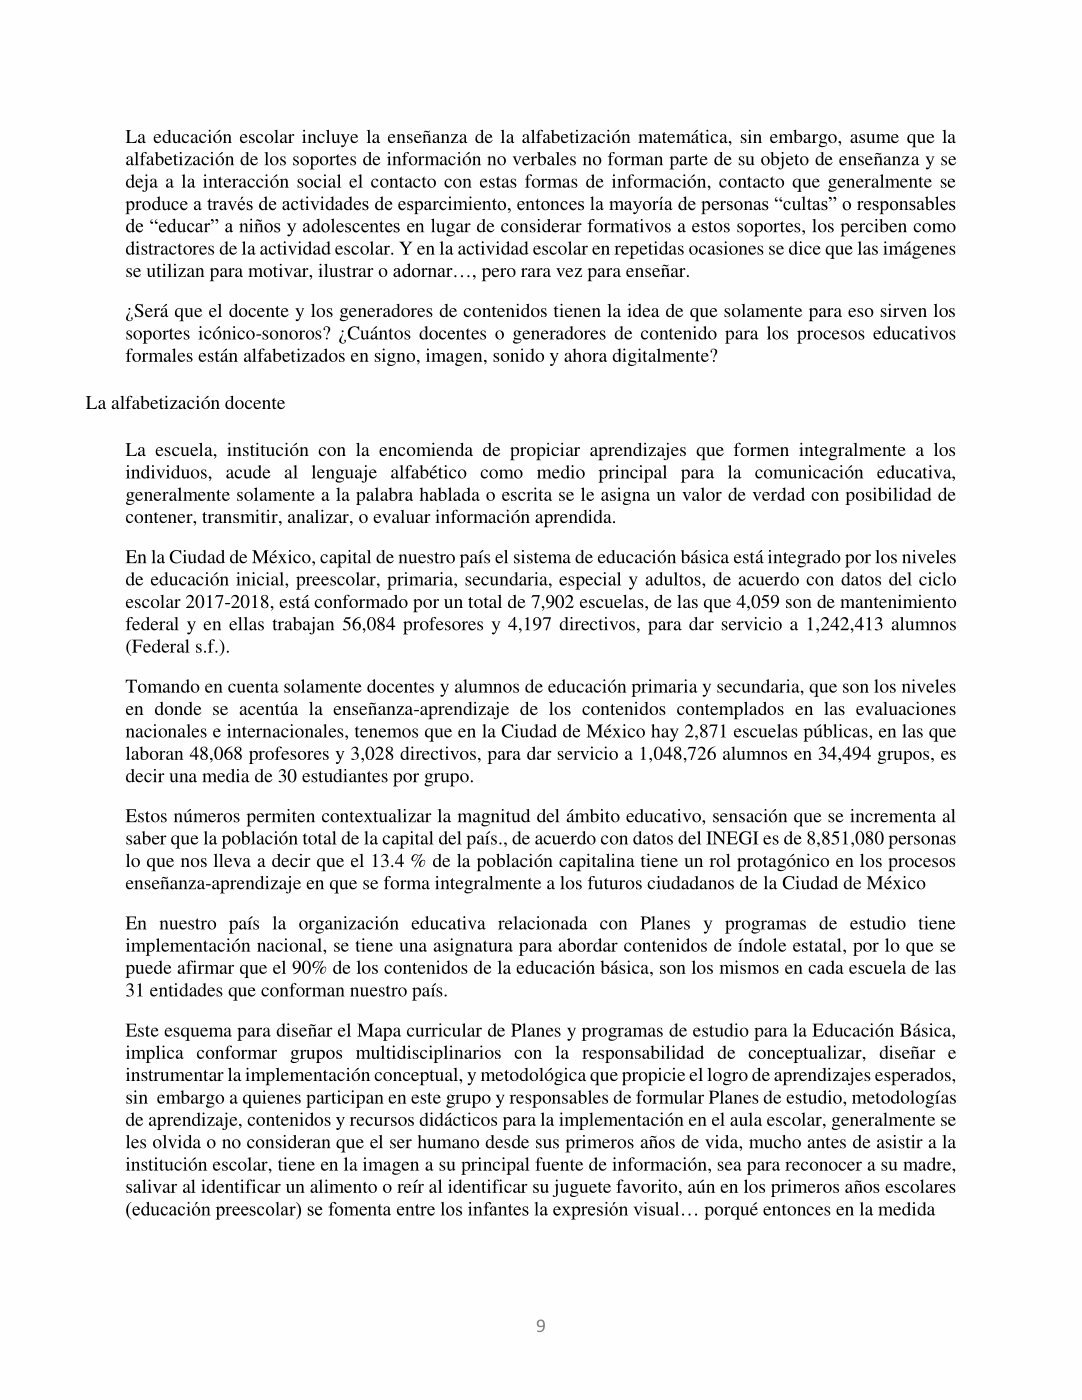 La educación escolar incluye la enseñanza de la alfabetización matemática, sin embargo, asume que la
alfabetización de los soportes de información no verbales no forman parte de su objeto de enseñanza y se
deja a la interacción social el contacto con estas formas de información, contacto que generalmente se
produce a través de actividades de esparcimiento, entonces la mayoría de personas “cultas” o responsables
de “educar” a niños y adolescentes en lugar de considerar formativos a estos soportes, los perciben como
distractores de la actividad escolar. Y en la actividad escolar en repetidas ocasiones se dice que las imágenes
se utilizan para motivar, ilustrar o adornar…, pero rara vez para enseñar.
¿Será que el docente y los generadores de contenidos tienen la idea de que solamente para eso sirven los
soportes icónico-sonoros? ¿Cuántos docentes o generadores de contenido para los procesos educativos
formales están alfabetizados en signo, imagen, sonido y ahora digitalmente?
La alfabetización docente
La escuela, institución con la encomienda de propiciar aprendizajes que formen integralmente a los
individuos, acude al lenguaje alfabético como medio principal para la comunicación educativa,
generalmente solamente a la palabra hablada o escrita se le asigna un valor de verdad con posibilidad de
contener, transmitir, analizar, o evaluar información aprendida.
En la Ciudad de México, capital de nuestro país el sistema de educación básica está integrado por los niveles
de educación inicial, preescolar, primaria, secundaria, especial y adultos, de acuerdo con datos del ciclo
escolar 2017-2018, está conformado por un total de 7,902 escuelas, de las que 4,059 son de mantenimiento
federal y en ellas trabajan 56,084 profesores y 4,197 directivos, para dar servicio a 1,242,413 alumnos
(Federal s.f.).
Tomando en cuenta solamente docentes y alumnos de educación primaria y secundaria, que son los niveles
en donde se acentúa la enseñanza-aprendizaje de los contenidos contemplados en las evaluaciones
nacionales e internacionales, tenemos que en la Ciudad de México hay 2,871 escuelas públicas, en las que
laboran 48,068 profesores y 3,028 directivos, para dar servicio a 1,048,726 alumnos en 34,494 grupos, es
decir una media de 30 estudiantes por grupo.
Estos números permiten contextualizar la magnitud del ámbito educativo, sensación que se incrementa al
saber que la población total de la capital del país., de acuerdo con datos del INEGI es de 8,851,080 personas
lo que nos lleva a decir que el 13.4 % de la población capitalina tiene un rol protagónico en los procesos
enseñanza-aprendizaje en que se forma integralmente a los futuros ciudadanos de la Ciudad de México
En nuestro país la organización educativa relacionada con Planes y programas de estudio tiene
implementación nacional, se tiene una asignatura para abordar contenidos de índole estatal, por lo que se
puede afirmar que el 90% de los contenidos de la educación básica, son los mismos en cada escuela de las
31 entidades que conforman nuestro país.
Este esquema para diseñar el Mapa curricular de Planes y programas de estudio para la Educación Básica,
implica conformar grupos multidisciplinarios con la responsabilidad de conceptualizar, diseñar e
instrumentar la implementación conceptual, y metodológica que propicie el logro de aprendizajes esperados,
sin embargo a quienes participan en este grupo y responsables de formular Planes de estudio, metodologías
de aprendizaje, contenidos y recursos didácticos para la implementación en el aula escolar, generalmente se
les olvida o no consideran que el ser humano desde sus primeros años de vida, mucho antes de asistir a la
institución escolar, tiene en la imagen a su principal fuente de información, sea para reconocer a su madre,
salivar al identificar un alimento o reír al identificar su juguete favorito, aún en los primeros años escolares
(educación preescolar) se fomenta entre los infantes la expresión visual… porqué entonces en la medida
9